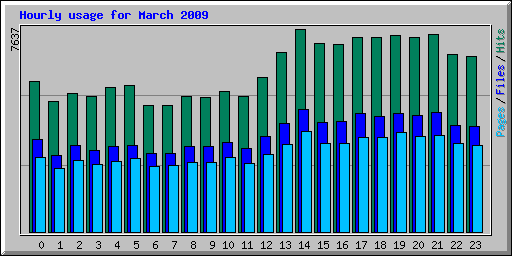 Hourly usage for March 2009
7637
Pages / Files / Hits
0 1 2 3 4 5 6 7 8 9 10 11 12 13 14 15 16 17 18 19 20 21 22 23